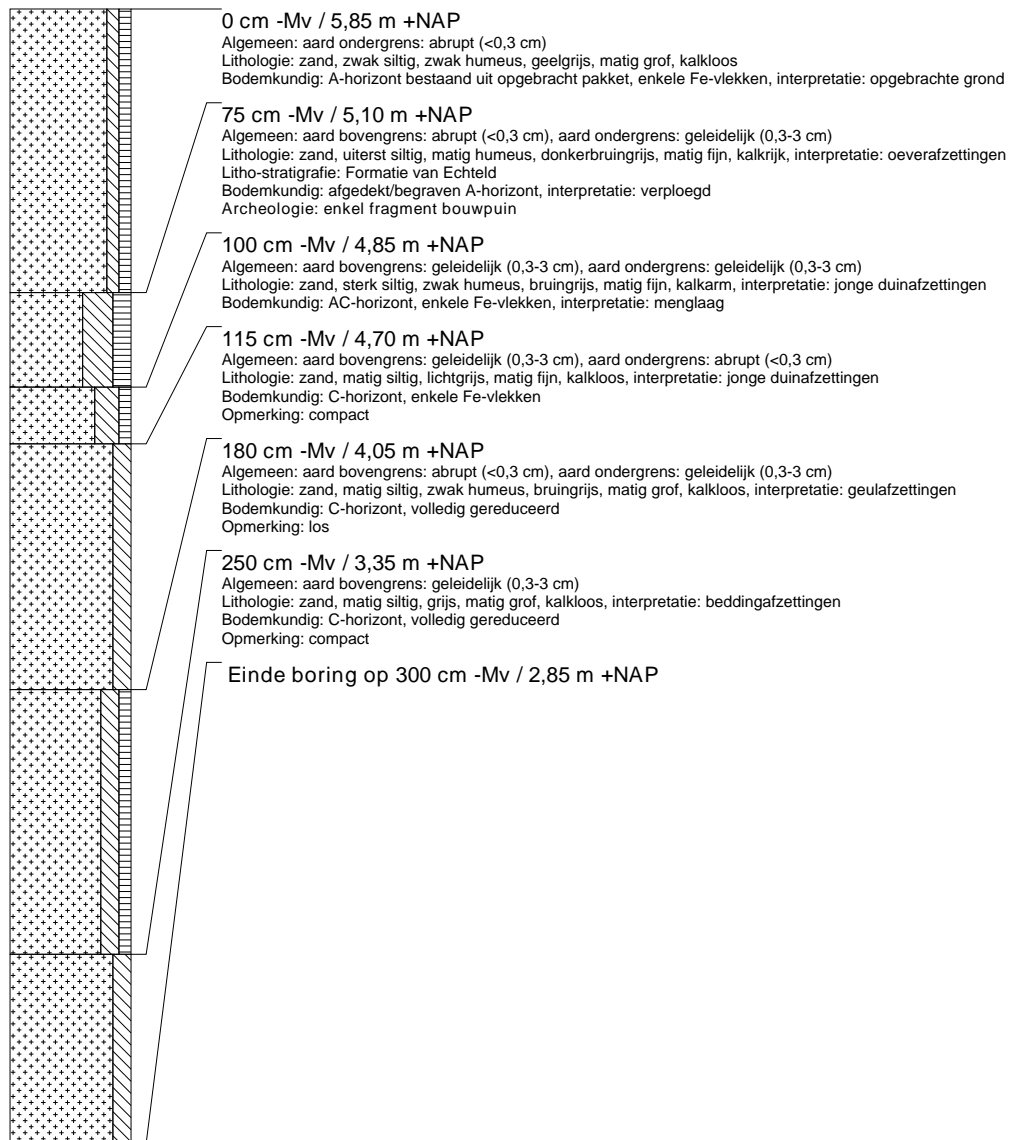 0 cm -Mv / 5,85 m +NAP
Algemeen: aard ondergrens: abrupt (<0,3 cm)
Lithologie: zand, zwak siltig, zwak humeus, geelgrijs, matig grof, kalkloos
Bodemkundig: A-horizont bestaand uit opgebracht pakket, enkele Fe-vlekken, interpretatie: opgebrachte grond
75 cm -Mv / 5,10 m +NAP
Algemeen: aard bovengrens: abrupt (<0,3 cm), aard ondergrens: geleidelijk (0,3-3 cm)
Lithologie: zand, uiterst siltig, matig humeus, donkerbruingrijs, matig fijn, kalkrijk, interpretatie: oeverafzettingen
Litho-stratigrafie: Formatie van Echteld
Bodemkundig: afgedekt/begraven A-horizont, interpretatie: verploegd
Archeologie: enkel fragment bouwpuin
100 cm -Mv / 4,85 m +NAP
Algemeen: aard bovengrens: geleidelijk (0,3-3 cm), aard ondergrens: geleidelijk (0,3-3 cm)
Lithologie: zand, sterk siltig, zwak humeus, bruingrijs, matig fijn, kalkarm, interpretatie: jonge duinafzettingen
Bodemkundig: AC-horizont, enkele Fe-vlekken, interpretatie: menglaag
115 cm -Mv / 4,70 m +NAP
Algemeen: aard bovengrens: geleidelijk (0,3-3 cm), aard ondergrens: abrupt (<0,3 cm)
Lithologie: zand, matig siltig, lichtgrijs, matig fijn, kalkloos, interpretatie: jonge duinafzettingen
Bodemkundig: C-horizont, enkele Fe-vlekken
Opmerking: compact
180 cm -Mv / 4,05 m +NAP
Algemeen: aard bovengrens: abrupt (<0,3 cm), aard ondergrens: geleidelijk (0,3-3 cm)
Lithologie: zand, matig siltig, zwak humeus, bruingrijs, matig grof, kalkloos, interpretatie: geulafzettingen
Bodemkundig: C-horizont, volledig gereduceerd
Opmerking: los
250 cm -Mv / 3,35 m +NAP
Algemeen: aard bovengrens: geleidelijk (0,3-3 cm)
Lithologie: zand, matig siltig, grijs, matig grof, kalkloos, interpretatie: beddingafzettingen
Bodemkundig: C-horizont, volledig gereduceerd
Opmerking: compact
Einde boring op 300 cm -Mv / 2,85 m +NAP